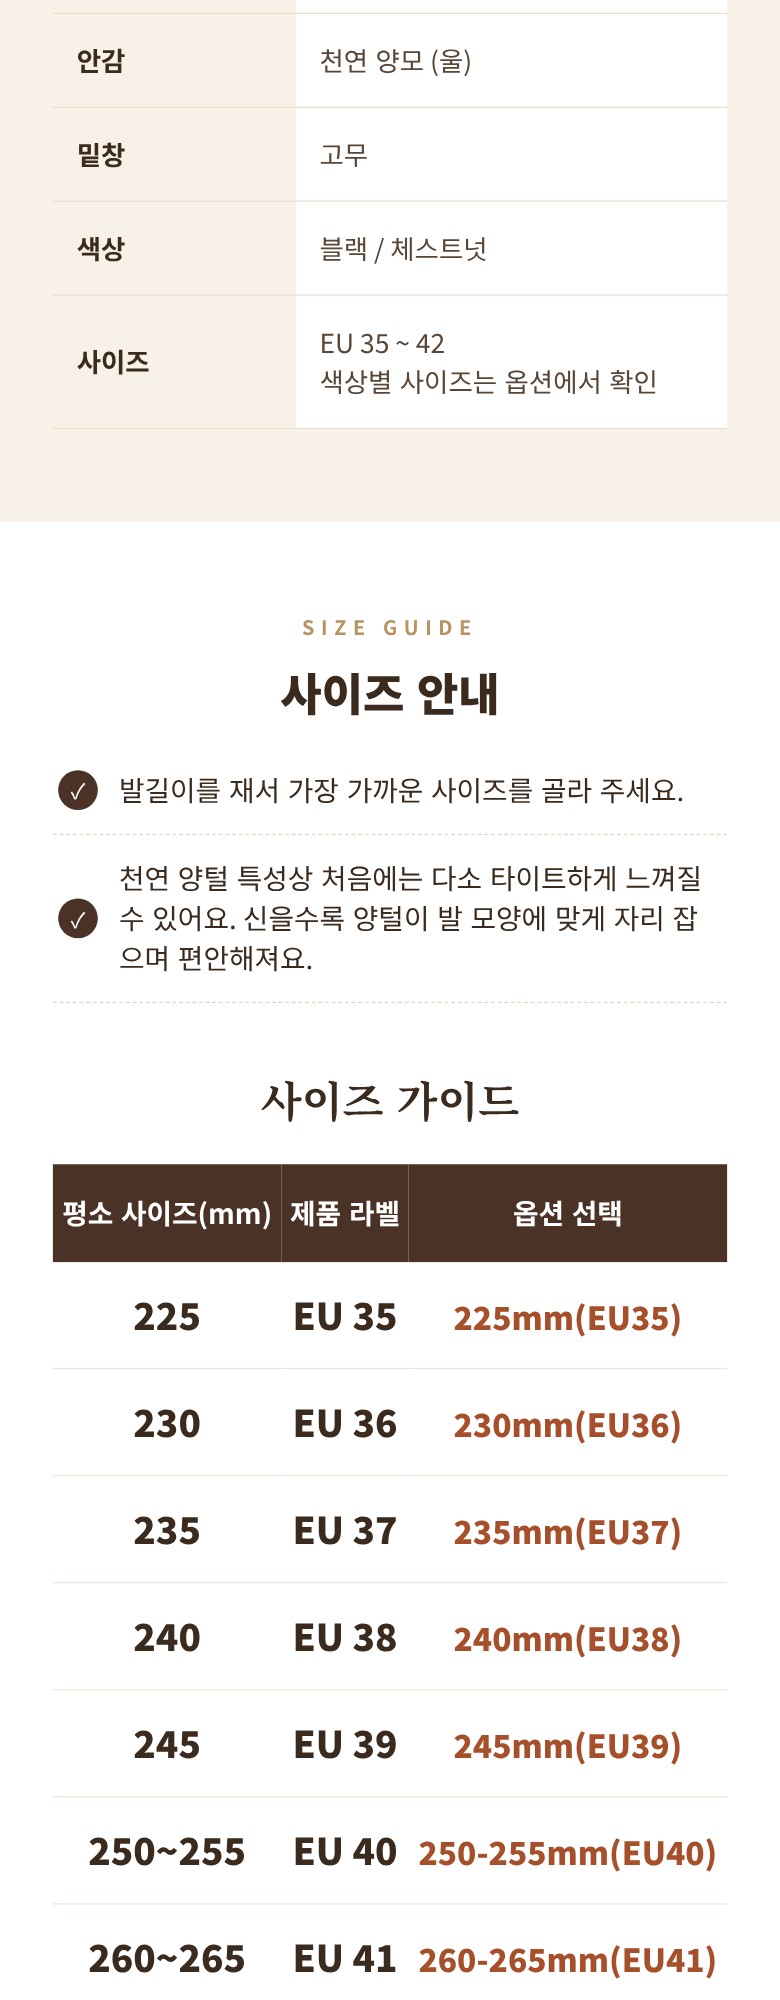 안감
천연 양모 (울)
밑창
고무
색상
블랙 / 체스트넛
사이즈
EU 35 ~ 42
색상별 사이즈는 옵션에서 확인
SIZE GUIDE
사이즈 안내
✓ 발길이를 재서 가장 가까운 사이즈를 골라 주세요.
✓ 천연 양털 특성상 처음에는 다소 타이트하게 느껴질
수 있어요. 신을수록 양털이 발 모양에 맞게 자리 잡
으며 편안해져요.
사이즈 가이드
평소 사이즈(mm) 제품 라벨 옵션 선택
225 EU 35 225mm(EU35)
230 EU 36 230mm(EU36)
235 EU 37 235mm(EU37)
240 EU 38 240mm(EU38)
245 EU 39 245mm(EU39)
250~255 EU 40 250-255mm(EU40)
260~265 EU 41 260-265mm(EU41)